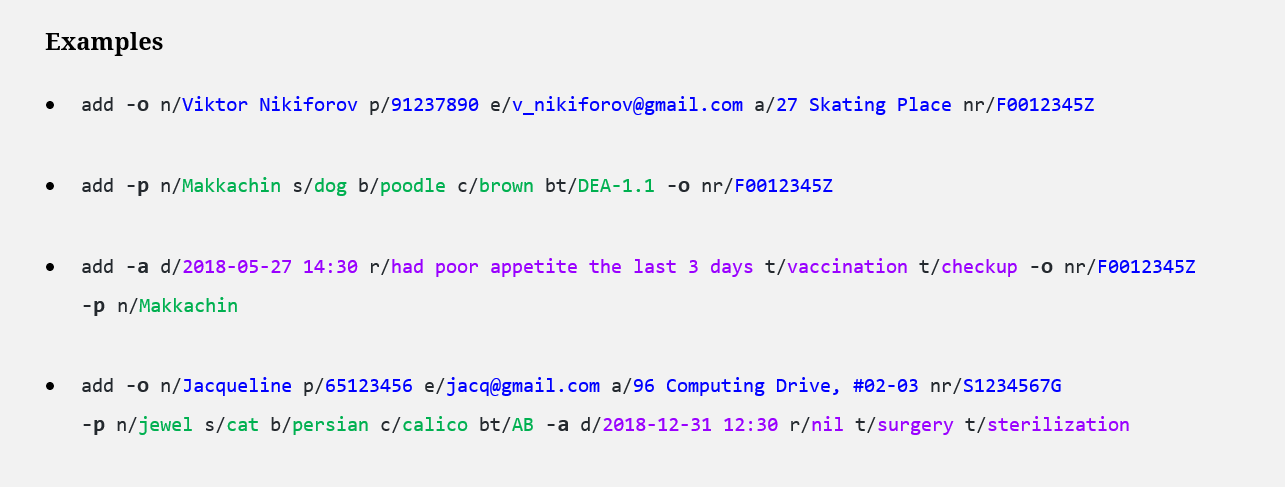 Examples
• add -o n/Viktor Nikiforov p/91237890 e/v_nikiforov@gmail.com a/27 Skating Place nr/F0012345Z
• add -p n/Makkachin s/dog b/poodle c/brown bt/DEA-1.1 -o nr/F0012345Z
• add -a d/2018-05-27 14:30 r/had poor appetite the last 3 days t/vaccination t/checkup -o nr/F0012345Z
-p n/Makkachin
• add -o n/Jacqueline p/65123456 e/jacq@gmail.com a/96 Computing Drive, #02-03 nr/S1234567G
-p n/jewel s/cat b/persian c/calico bt/AB -a d/2018-12-31 12:30 r/nil t/surgery t/sterilization